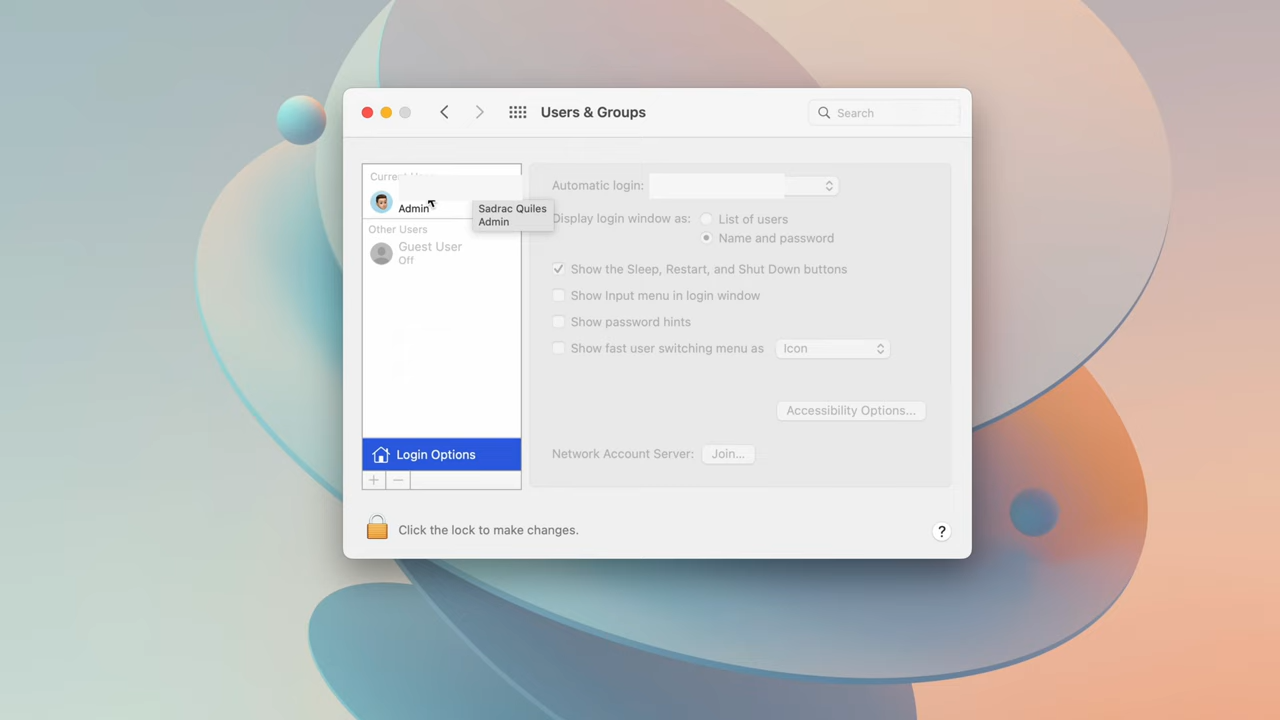 Users & Groups
Search
Admin
Sadrac Quiles
Admin
Other Users
Guest User
Off
Login Options
Automatic login:
Display login window as:
List of users
Name and password
Show the Sleep, Restart, and Shut Down buttons
Show Input menu in login window
Show password hints
Show fast user switching menu as
Icon
Accessibility Options...
Network Account Server:
Join...
Click the lock to make changes.
?